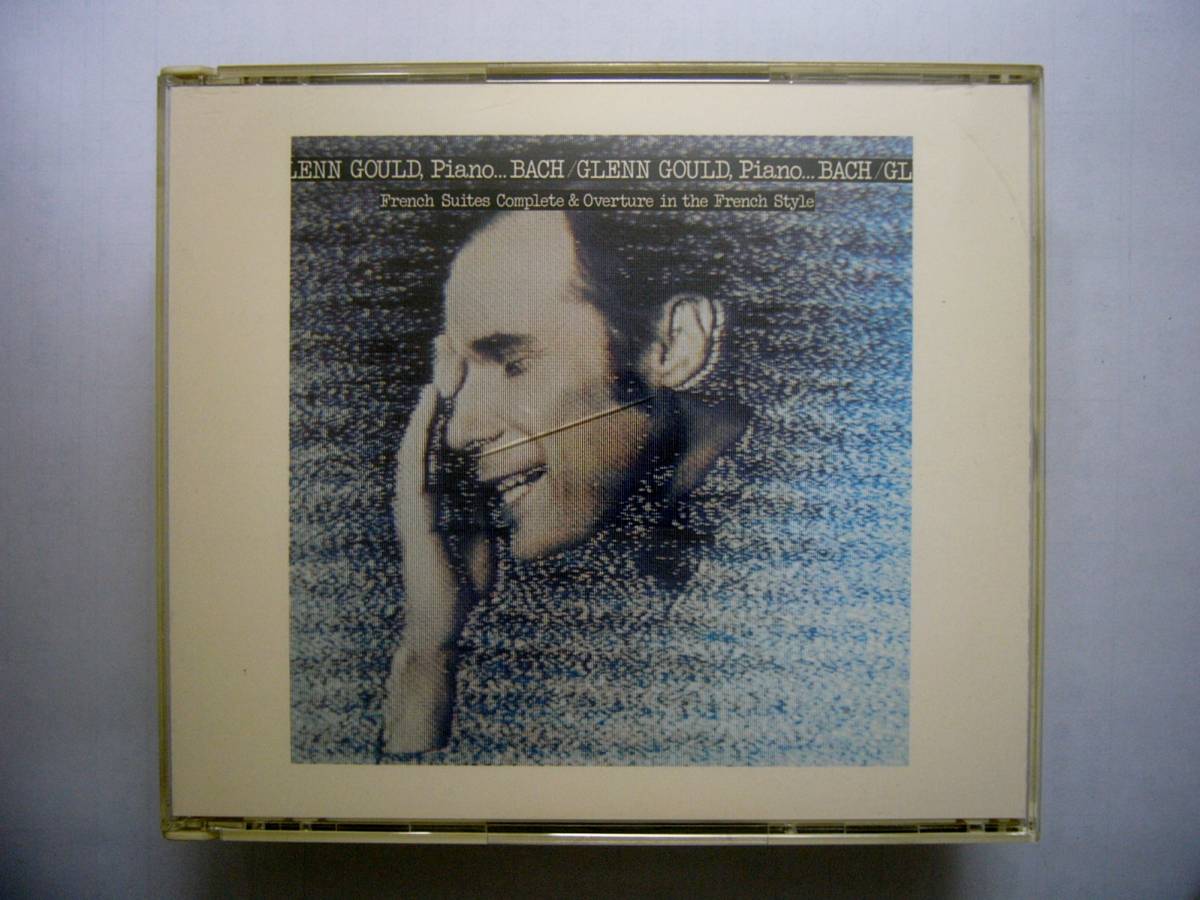 LENN GOULD, Piano... BACH/GLENN GOULD, Piano... BACH/GL
French Suites Complete & Overture in the French Style